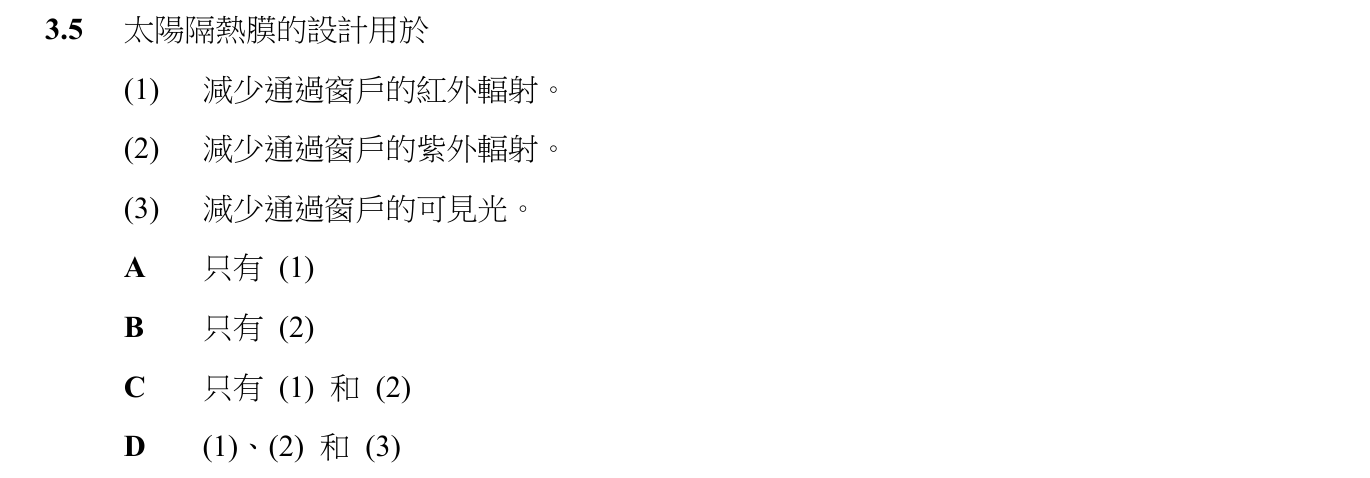 3.5 太陽隔熱膜的設計用於
(1) 減少通過窗戶的紅外輻射。
(2) 減少通過窗戶的紫外輻射。
(3) 減少通過窗戶的可見光。
A 只有 (1)
B 只有 (2)
C 只有 (1) 和 (2)
D (1)、(2) 和 (3)